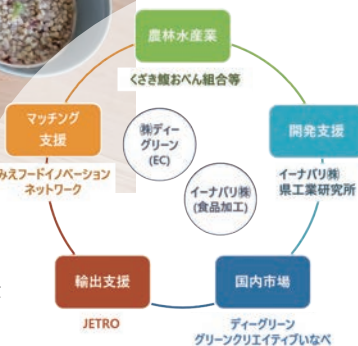 農林水産業
くざき鰒おべん組合等
マッチング
支援
みえフードイノベーション
ネットワーク
㈱ディー
グリーン
(EC)
イーナバリ㈱
(食品加工)
開発支援
イーナバリ㈱
県工業研究所
輸出支援
JETRO
国内市場
ディーグリーン
グリーンクリエイティブいなべ